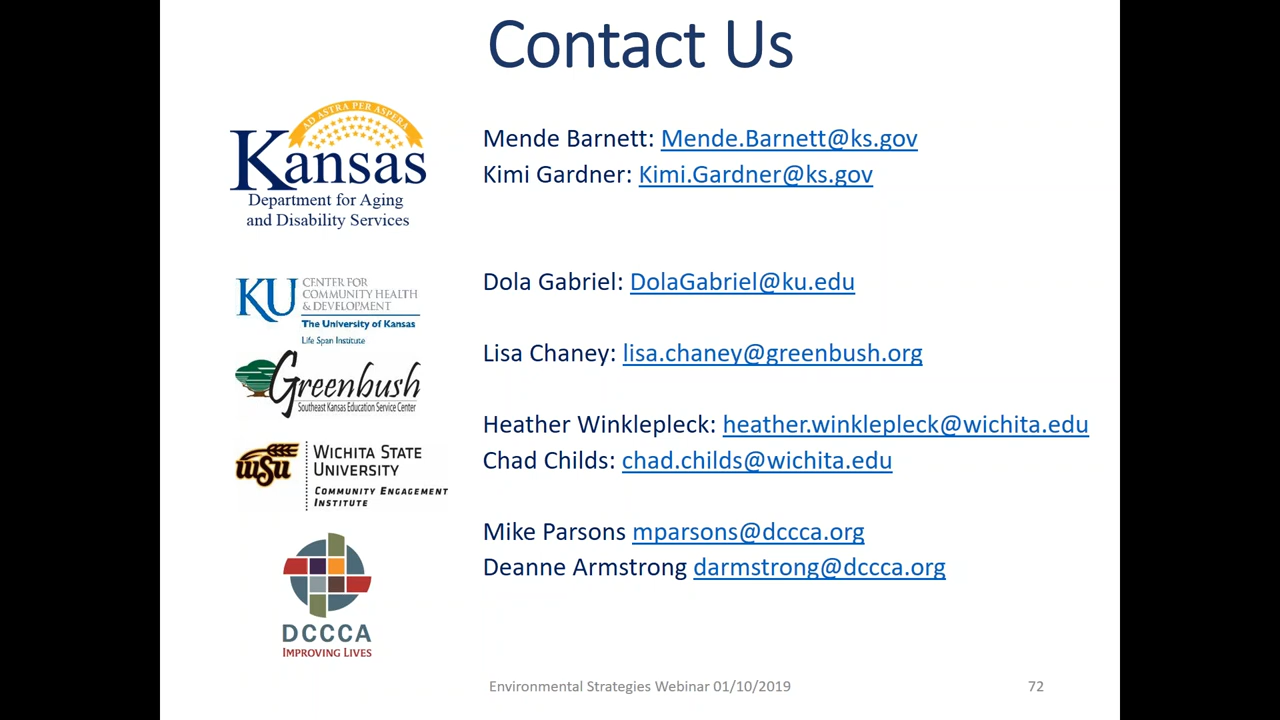 Contact Us
AD ASTRA PER ASPERA
Kansas
Department for Aging
and Disability Services
Mende Barnett: Mende.Barnett@ks.gov
Kimi Gardner: Kimi.Gardner@ks.gov
KU
CENTER FOR
COMMUNITY HEALTH
& DEVELOPMENT
The University of Kansas
Life Span Institute
Dola Gabriel: DolaGabriel@ku.edu
Greenbush
Southeast Kansas Education Service Center
Lisa Chaney: lisa.chaney@greenbush.org
WSU
WICHITA STATE
UNIVERSITY
COMMUNITY ENGAGEMENT
INSTITUTE
Heather Winklepleck: heather.winklepleck@wichita.edu
Chad Childs: chad.childs@wichita.edu
DCCCA
IMPROVING LIVES
Mike Parsons mparsons@dccca.org
Deanne Armstrong darmstrong@dccca.org
Environmental Strategies Webinar 01/10/2019
72